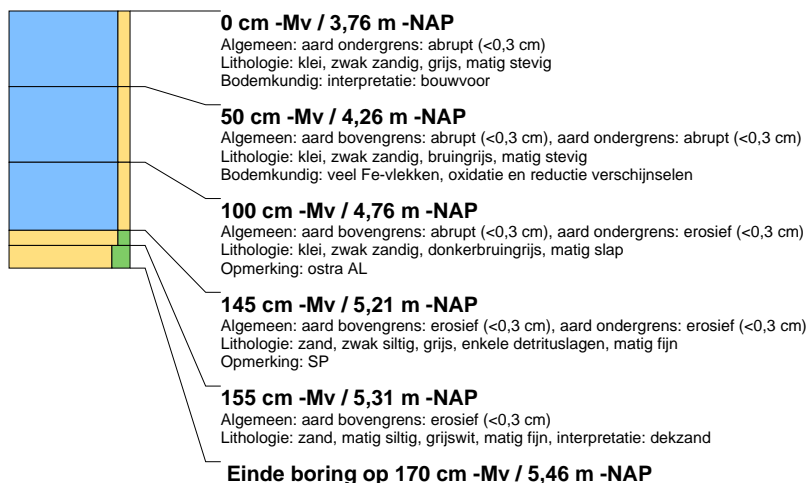 0 cm -Mv / 3,76 m -NAP
Algemeen: aard ondergrens: abrupt (<0,3 cm)
Lithologie: klei, zwak zandig, grijs, matig stevig
Bodemkundig: interpretatie: bouwvoor
50 cm -Mv / 4,26 m -NAP
Algemeen: aard bovengrens: abrupt (<0,3 cm), aard ondergrens: abrupt (<0,3 cm)
Lithologie: klei, zwak zandig, bruingrijs, matig stevig
Bodemkundig: veel Fe-vlekken, oxidatie en reductie verschijnselen
100 cm -Mv / 4,76 m -NAP
Algemeen: aard bovengrens: abrupt (<0,3 cm), aard ondergrens: erosief (<0,3 cm)
Lithologie: klei, zwak zandig, donkerbruingrijs, matig slap
Opmerking: ostra AL
145 cm -Mv / 5,21 m -NAP
Algemeen: aard bovengrens: erosief (<0,3 cm), aard ondergrens: erosief (<0,3 cm)
Lithologie: zand, zwak siltig, grijs, enkele detrituslagen, matig fijn
Opmerking: SP
155 cm -Mv / 5,31 m -NAP
Algemeen: aard bovengrens: erosief (<0,3 cm)
Lithologie: zand, matig siltig, grijswit, matig fijn, interpretatie: dekzand
Einde boring op 170 cm -Mv / 5,46 m -NAP